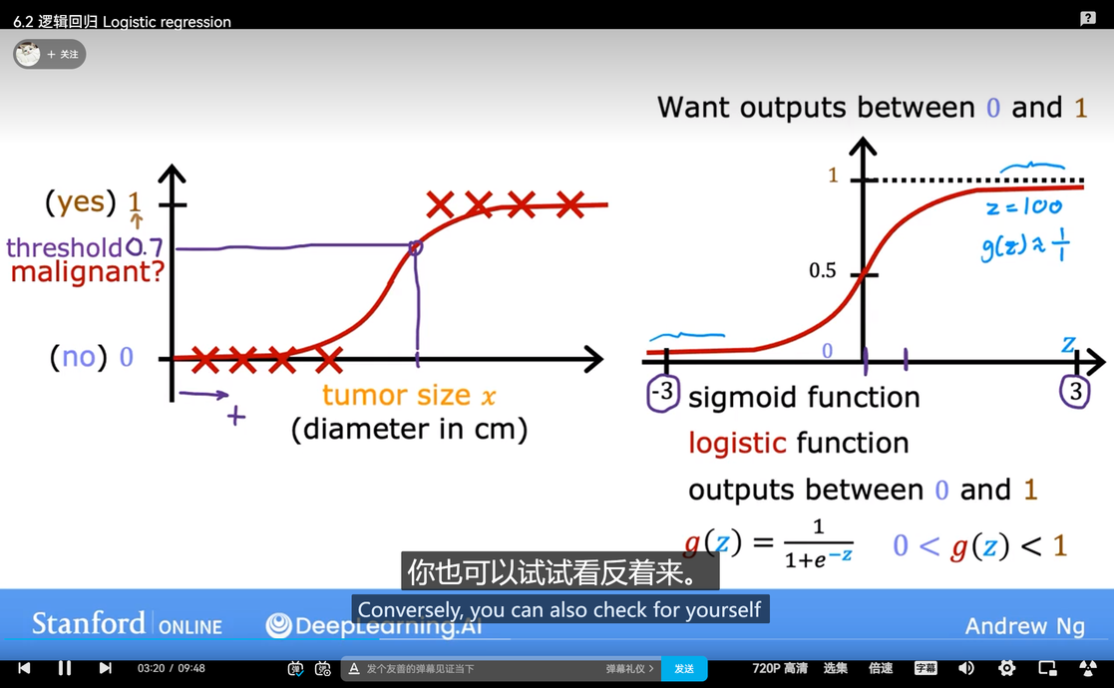 6.2 逻辑回归 Logistic regression
?
+ 关注
Want outputs between 0 and 1
(yes) 1
threshold 0.7
malignant?
(no) 0
+
tumor size x
(diameter in cm)
1
z=100
g(z)≈1/1
0.5
0
z
-3
3
sigmoid function
logistic function
outputs between 0 and 1
g(z) = 1/(1+e^-z) 0 < g(z) < 1
你也可以试试看反着来。
Conversely, you can also check for yourself
Stanford ONLINE
DeepLearning.AI
Andrew Ng
03:20 / 09:48
弹
弹
A
发个友善的弹幕见证当下
弹幕礼仪 >
发送
720P 高清
选集
倍速
字幕